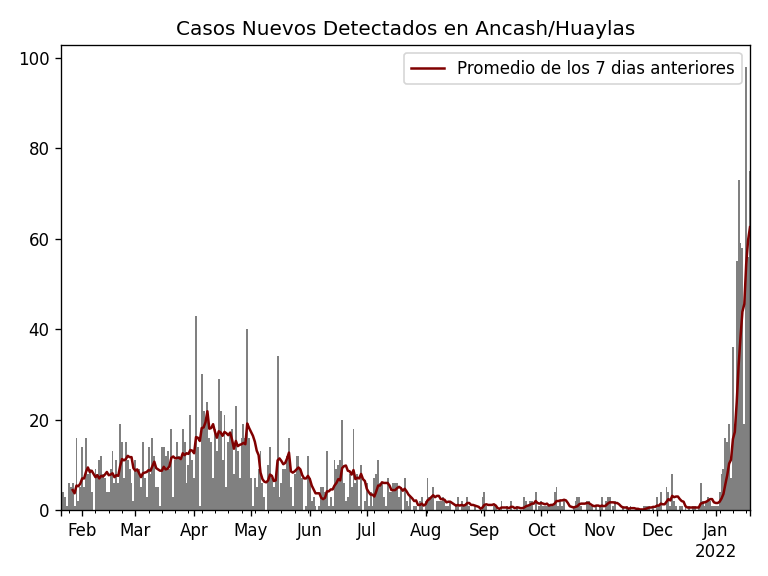 Casos Nuevos Detectados en Ancash/Huaylas
Promedio de los 7 dias anteriores
100
80
60
40
20
0
Feb Mar Apr May Jun Jul Aug Sep Oct Nov Dec Jan
2022